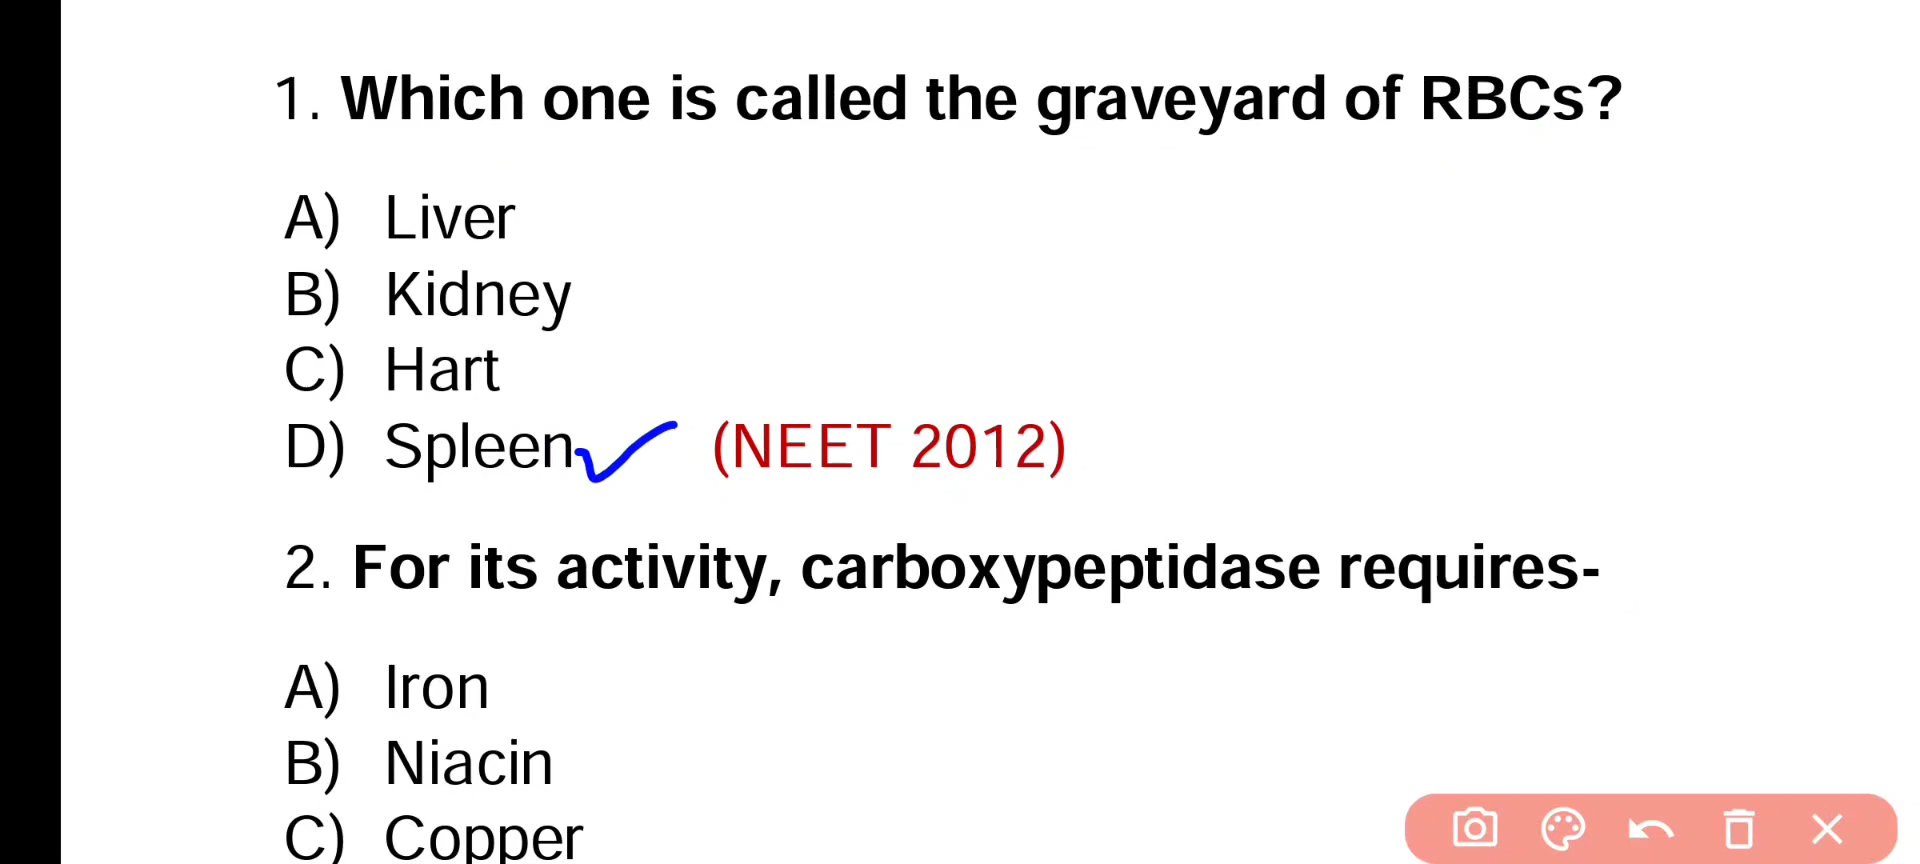 1. Which one is called the graveyard of RBCs?
A) Liver
B) Kidney
C) Hart
D) Spleen (NEET 2012)
2. For its activity, carboxypeptidase requires-
A) Iron
B) Niacin
C) Copper